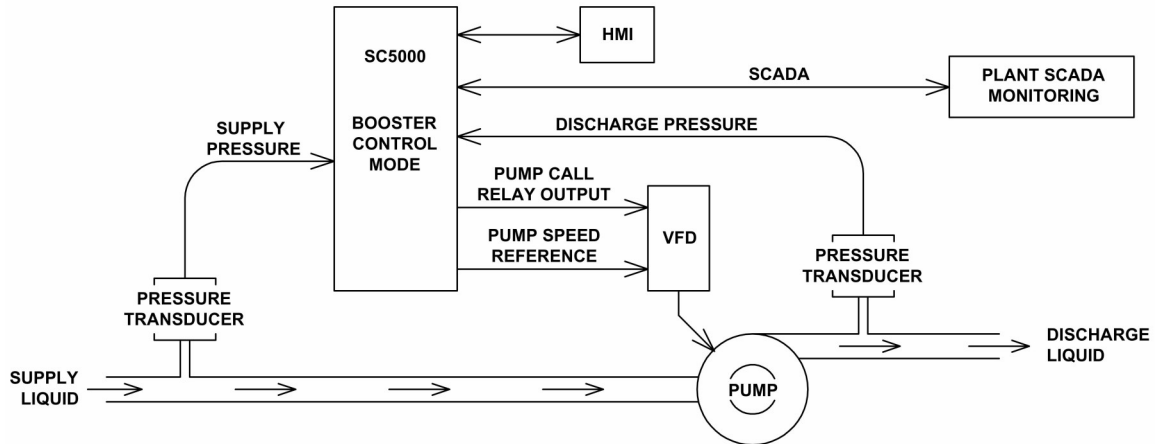 SC5000
BOOSTER
CONTROL
MODE
HMI
SCADA
PLANT SCADA
MONITORING
SUPPLY
PRESSURE
DISCHARGE PRESSURE
PUMP CALL
RELAY OUTPUT
PUMP SPEED
REFERENCE
VFD
PRESSURE
TRANSDUCER
PRESSURE
TRANSDUCER
SUPPLY
LIQUID
PUMP
DISCHARGE
LIQUID